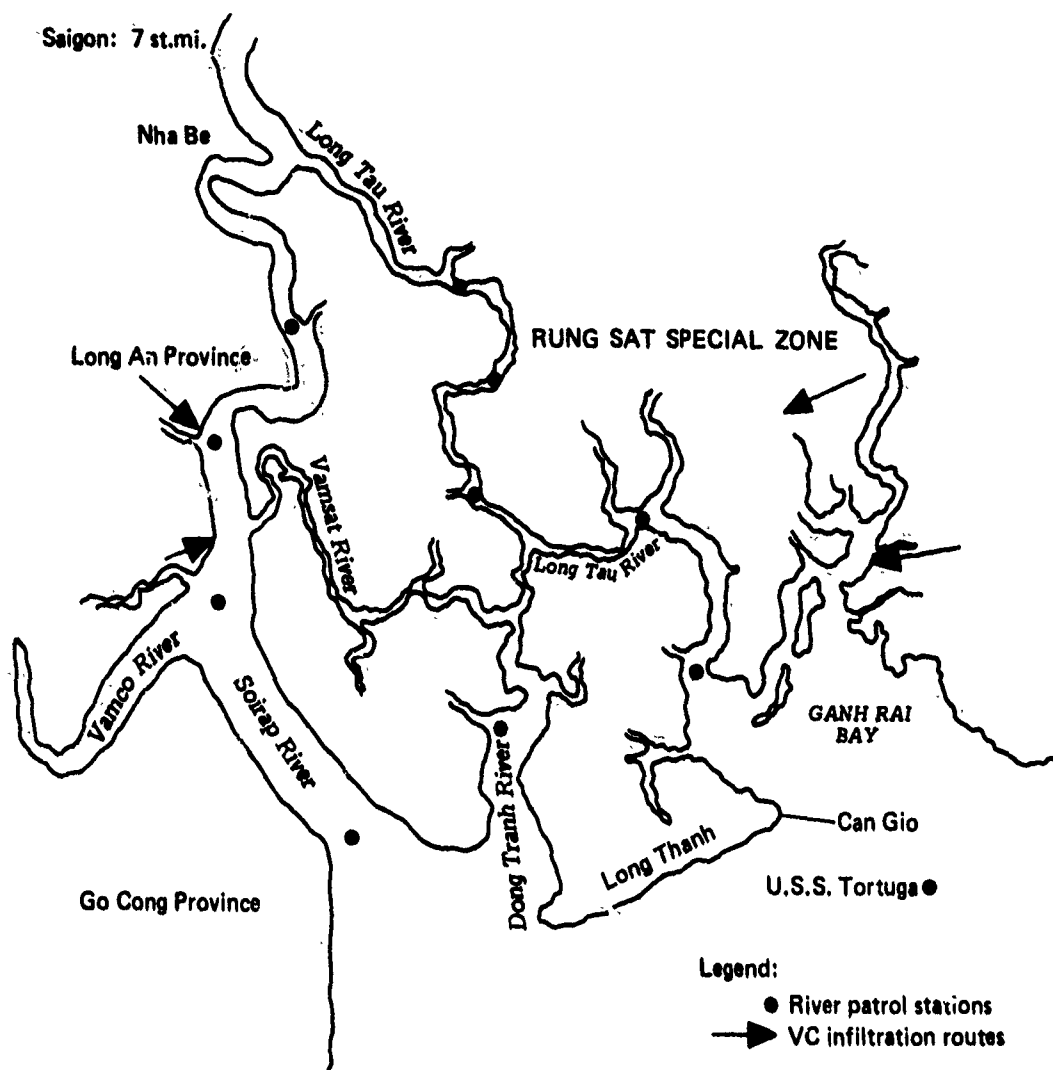 Saigon: 7 st.mi.
Nha Be
Long Tau River
RUNG SAT SPECIAL ZONE
Long An Province
Vamsat River
Long Tau River
Vamco River
Soirap River
GANH RAI
BAY
Dong Tranh River
Can Gio
Long Thanh
U.S.S. Tortuga
Go Cong Province
Legend:
River patrol stations
VC infiltration routes